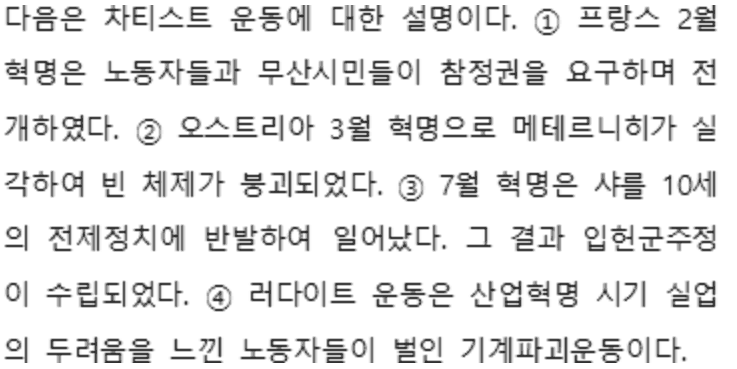 다음은 차티스트 운동에 대한 설명이다. ① 프랑스 2월
혁명은 노동자들과 무산시민들이 참정권을 요구하며 전
개하였다. ② 오스트리아 3월 혁명으로 메테르니히가 실
각하여 빈 체제가 붕괴되었다. ③ 7월 혁명은 샤를 10세
의 전제정치에 반발하여 일어났다. 그 결과 입헌군주정
이 수립되었다. ④ 러다이트 운동은 산업혁명 시기 실업
의 두려움을 느낀 노동자들이 벌인 기계파괴운동이다.